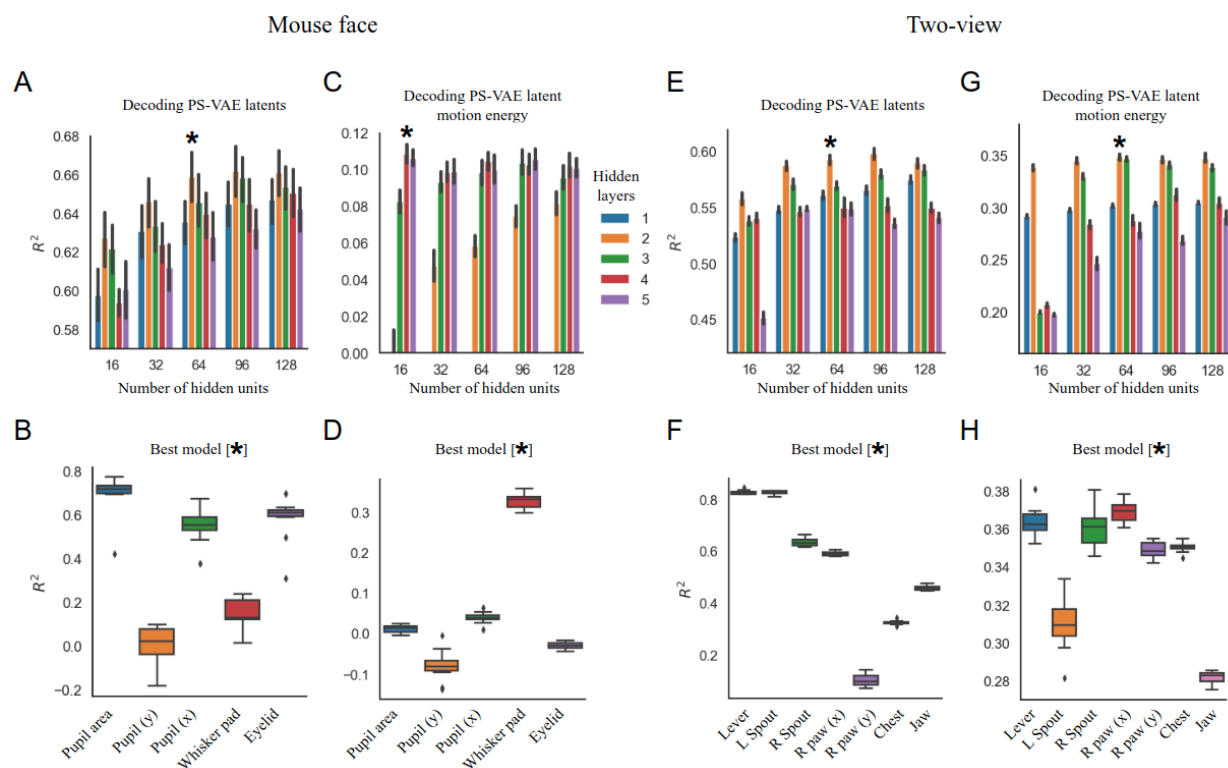 Mouse face
Two-view
A
Decoding PS-VAE latents
R²
0.68
0.66
0.64
0.62
0.60
0.58
16 32 64 96 128
Number of hidden units
*
C
Decoding PS-VAE latent
motion energy
0.12
0.10
0.08
0.06
0.04
0.02
0.00
16 32 64 96 128
Number of hidden units
*
Hidden
layers
1
2
3
4
5
E
Decoding PS-VAE latents
R²
0.60
0.55
0.50
0.45
16 32 64 96 128
Number of hidden units
*
G
Decoding PS-VAE latent
motion energy
0.35
0.30
0.25
0.20
16 32 64 96 128
Number of hidden units
*
B
Best model [*]
R²
0.8
0.6
0.4
0.2
0.0
−0.2
Pupil area
Pupil (y)
Pupil (x)
Whisker pad
Eyelid
D
Best model [*]
0.3
0.2
0.1
0.0
−0.1
Pupil area
Pupil (y)
Pupil (x)
Whisker pad
Eyelid
F
Best model [*]
R²
0.8
0.6
0.4
0.2
Lever
L Spout
R Spout
R paw (x)
R paw (y)
Chest
Jaw
H
Best model [*]
0.38
0.36
0.34
0.32
0.30
0.28
Lever
L Spout
R Spout
R paw (x)
R paw (y)
Chest
Jaw